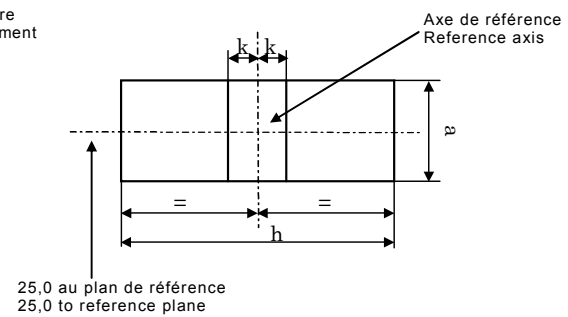 re
ment
Axe de référence
Reference axis
k k
a
= =
h
25,0 au plan de référence
25,0 to reference plane